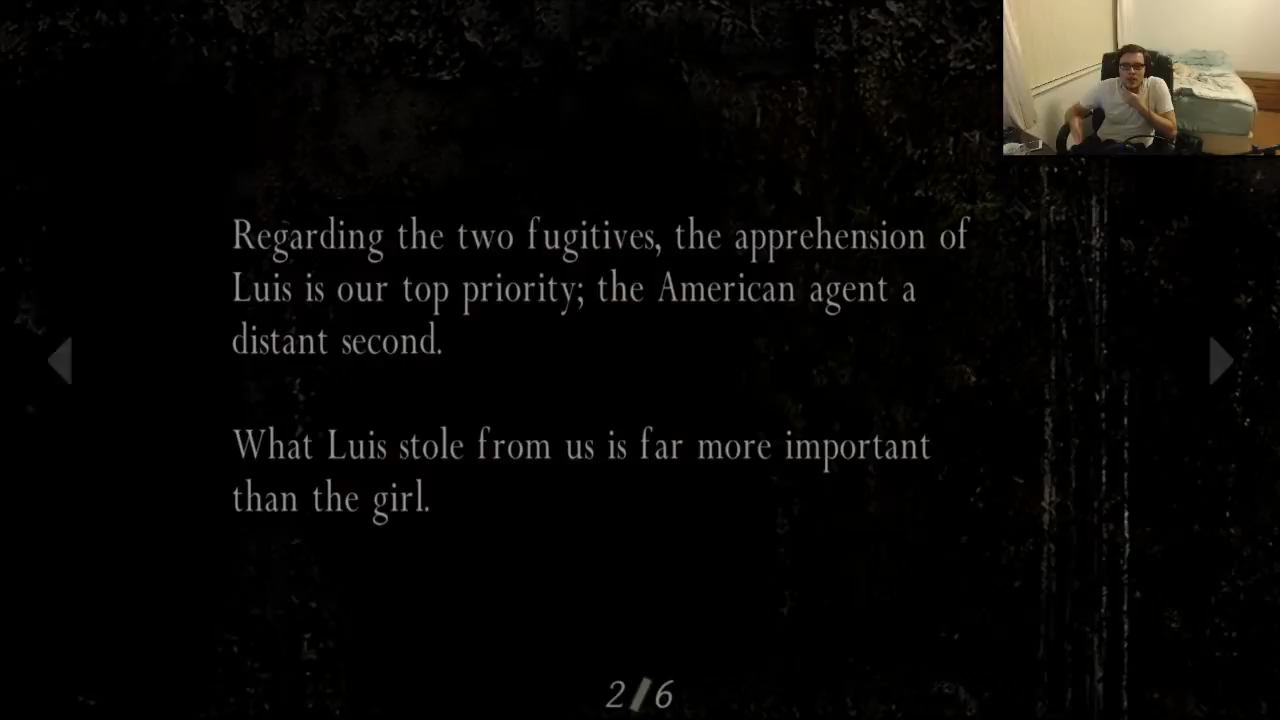 Regarding the two fugitives, the apprehension of
Luis is our top priority; the American agent a
distant second.
What Luis stole from us is far more important
than the girl.
2/6